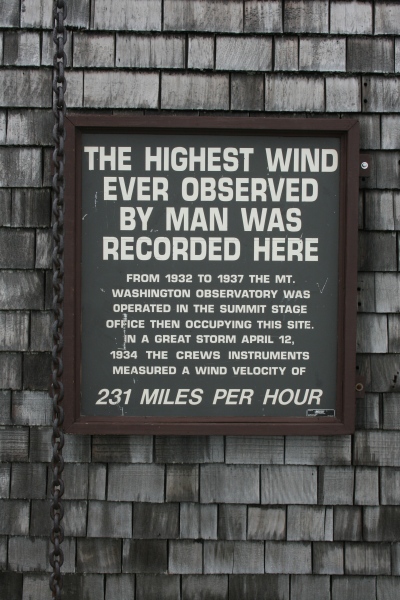 THE HIGHEST WIND
EVER OBSERVED
BY MAN WAS
RECORDED HERE
FROM 1932 TO 1937 THE MT.
WASHINGTON OBSERVATORY WAS
OPERATED IN THE SUMMIT STAGE
OFFICE THEN OCCUPYING THIS SITE.
IN A GREAT STORM APRIL 12,
1934 THE CREWS INSTRUMENTS
MEASURED A WIND VELOCITY OF
231 MILES PER HOUR